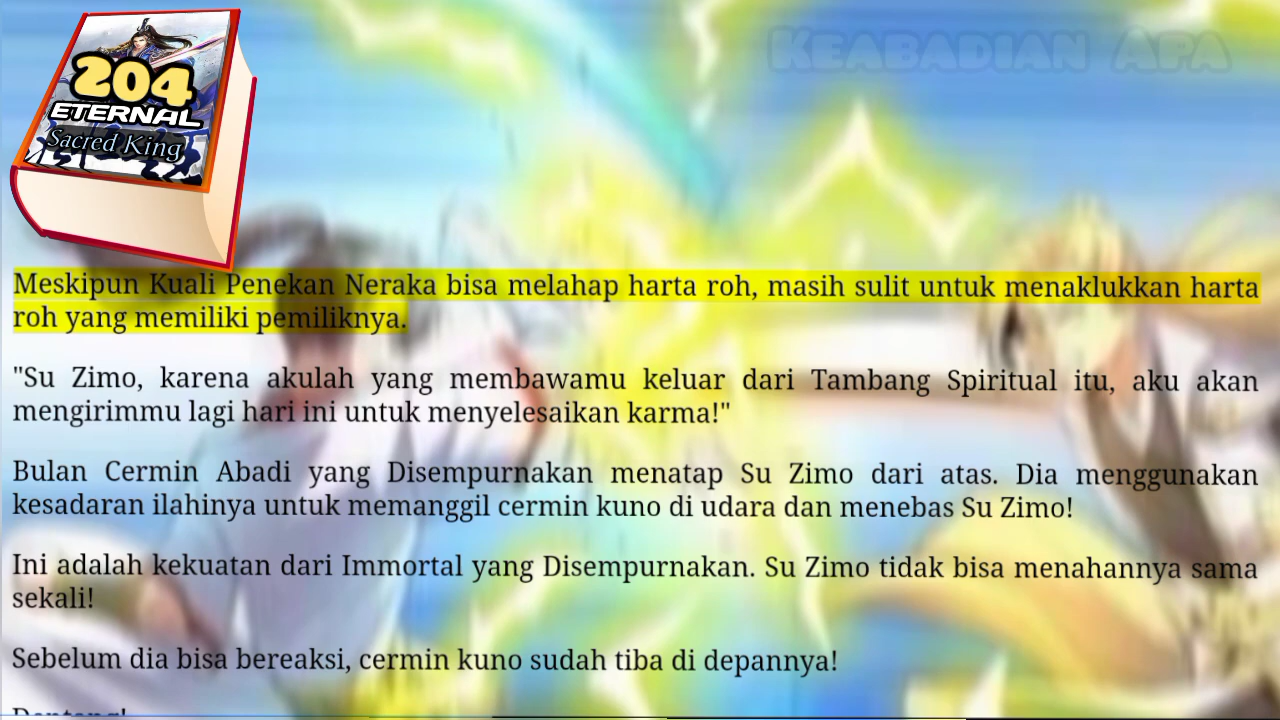 KEABADIAN APA
204
ETERNAL
Sacred King
Meskipun Kuali Penekan Neraka bisa melahap harta roh, masih sulit untuk menaklukkan harta
roh yang memiliki pemiliknya.
"Su Zimo, karena akulah yang membawamu keluar dari Tambang Spiritual itu, aku akan
mengirimmu lagi hari ini untuk menyelesaikan karma!"
Bulan Cermin Abadi yang Disempurnakan menatap Su Zimo dari atas. Dia menggunakan
kesadaran ilahinya untuk memanggil cermin kuno di udara dan menebas Su Zimo!
Ini adalah kekuatan dari Immortal yang Disempurnakan. Su Zimo tidak bisa menahannya sama
sekali!
Sebelum dia bisa bereaksi, cermin kuno sudah tiba di depannya!